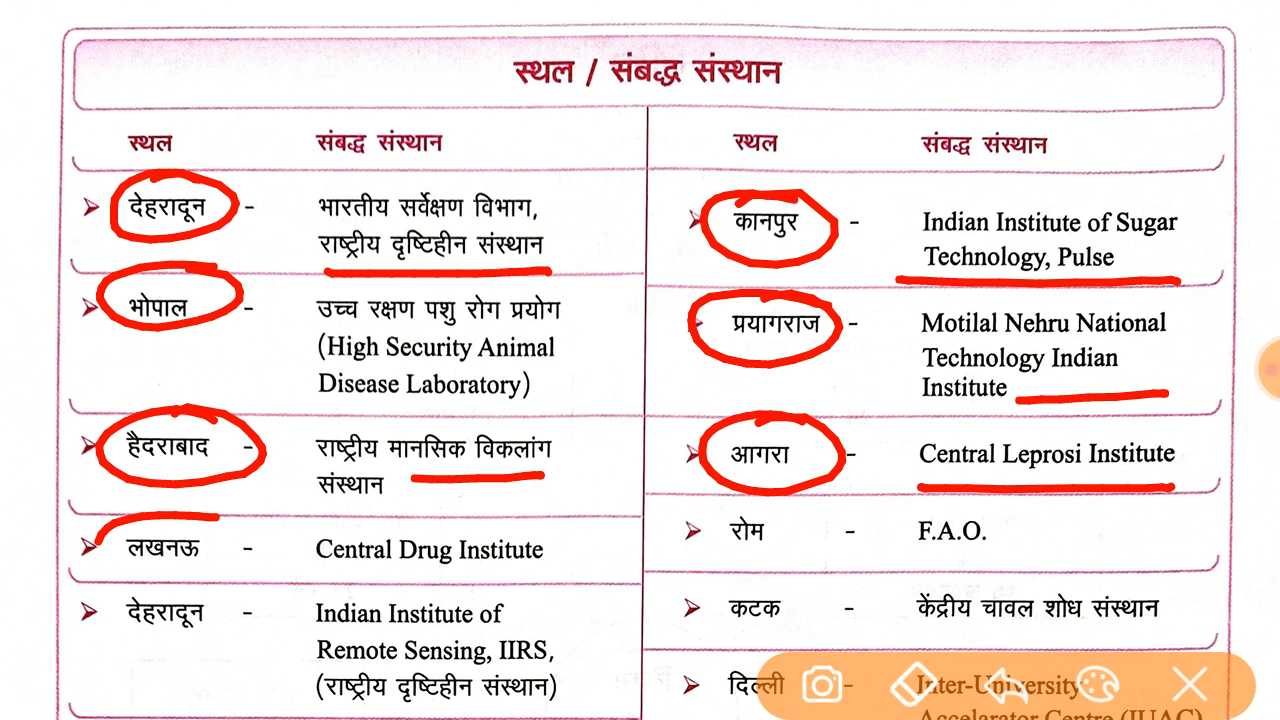 स्थल / संबद्ध संस्थान
स्थल संबद्ध संस्थान
देहरादून - भारतीय सर्वेक्षण विभाग,
राष्ट्रीय दृष्टिहीन संस्थान
भोपाल - उच्च रक्षण पशु रोग प्रयोग
(High Security Animal
Disease Laboratory)
हैदराबाद - राष्ट्रीय मानसिक विकलांग
संस्थान
लखनऊ - Central Drug Institute
देहरादून - Indian Institute of
Remote Sensing, IIRS,
(राष्ट्रीय दृष्टिहीन संस्थान)
स्थल संबद्ध संस्थान
कानपुर - Indian Institute of Sugar
Technology, Pulse
प्रयागराज - Motilal Nehru National
Technology Indian
Institute
आगरा - Central Leprosi Institute
रोम - F.A.O.
कटक - केंद्रीय चावल शोध संस्थान
दिल्ली - Inter-University
Accelarator Centre (IUAC)